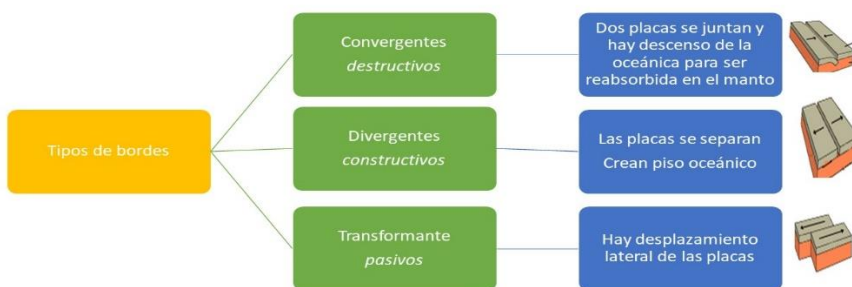 Tipos de bordes
Convergentes
destructivos
Dos placas se juntan y
hay descenso de la
oceánica para ser
reabsorbida en el manto
Divergentes
constructivos
Las placas se separan
Crean piso oceánico
Transformante
pasivos
Hay desplazamiento
lateral de las placas